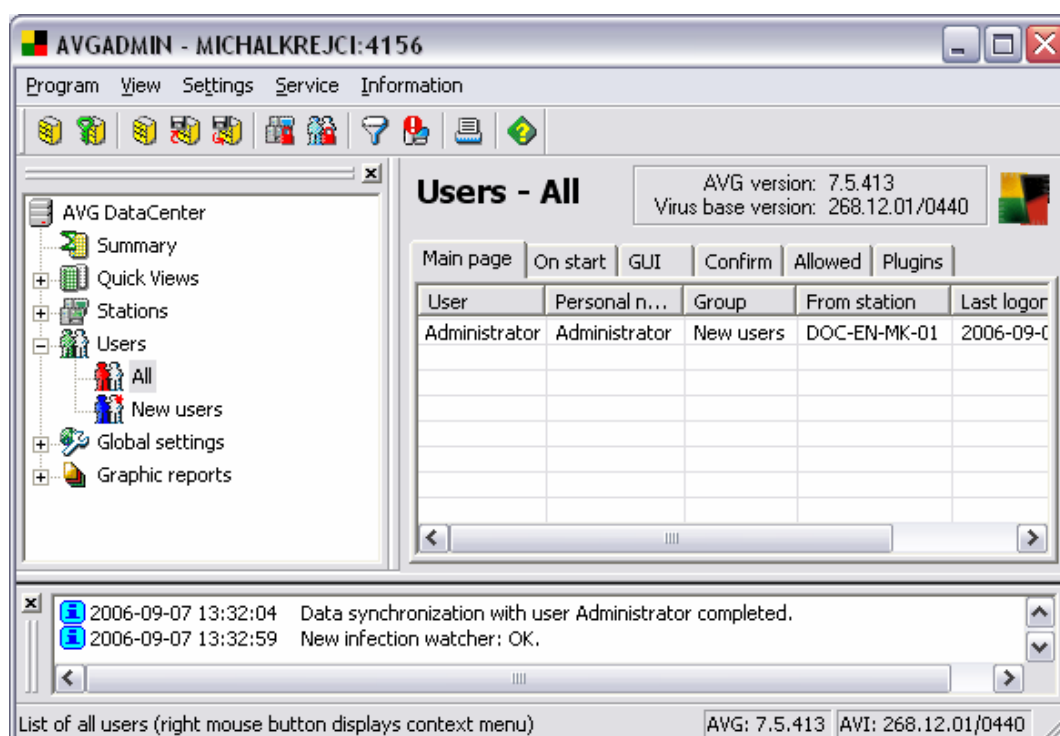 AVGADMIN - MICHALKREJCI:4156
Program View Settings Service Information
AVG DataCenter
Summary
Quick Views
Stations
Users
All
New users
Global settings
Graphic reports
Users - All
AVG version: 7.5.413
Virus base version: 268.12.01/0440
Main page On start GUI Confirm Allowed Plugins
User Personal n... Group From station Last logor
Administrator Administrator New users DOC-EN-MK-01 2006-09-0
2006-09-07 13:32:04 Data synchronization with user Administrator completed.
2006-09-07 13:32:59 New infection watcher: OK.
List of all users (right mouse button displays context menu) AVG: 7.5.413 AVI: 268.12.01/0440